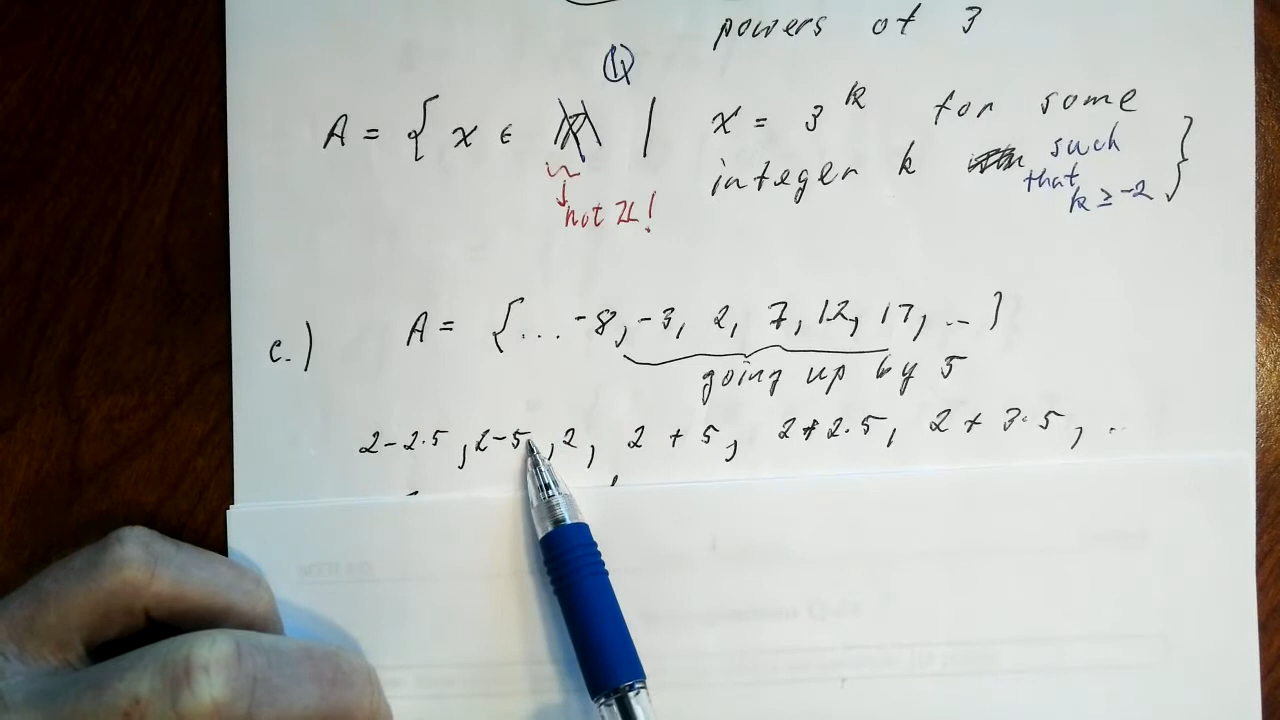 powers of 3
ℚ
A = { x ∈ | x = 3^k for some
integer k such that k ≥ -2 }
not ℤ!
c.) A = { ... -8, -3, 2, 7, 12, 17, ... }
going up by 5
2-2·5, 2-5, 2, 2 + 5, 2+2·5, 2 + 3·5, ..